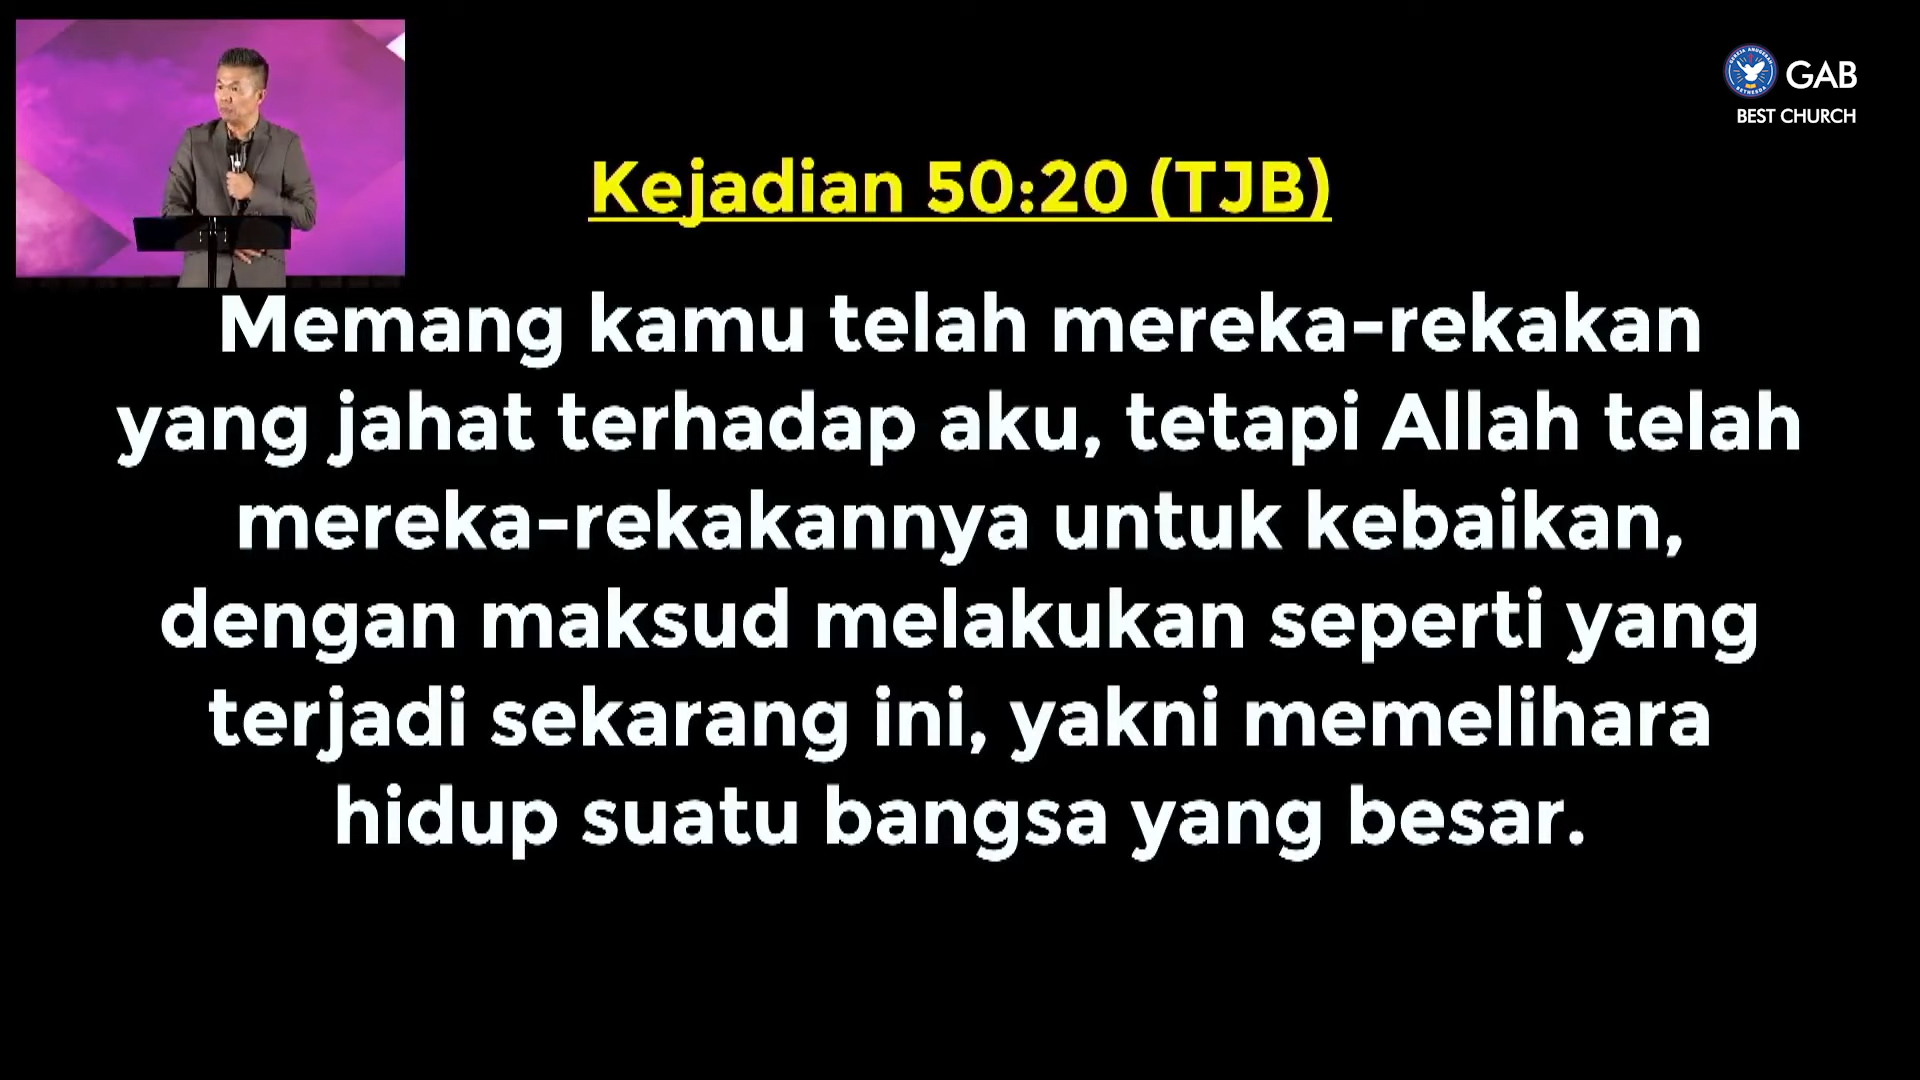 GAB
BEST CHURCH
Kejadian 50:20 (TJB)
Memang kamu telah mereka-rekakan
yang jahat terhadap aku, tetapi Allah telah
mereka-rekakannya untuk kebaikan,
dengan maksud melakukan seperti yang
terjadi sekarang ini, yakni memelihara
hidup suatu bangsa yang besar.